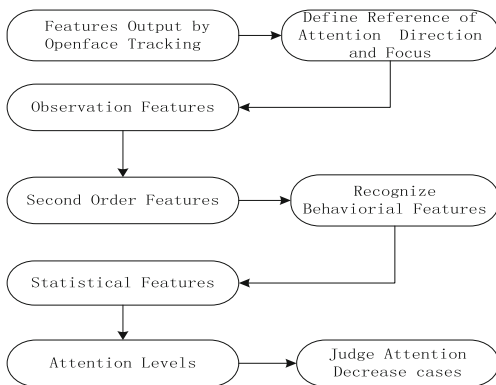 Features Output by
Openface Tracking
Define Reference of
Attention Direction
and Focus
Observation Features
Second Order Features
Recognize
Behaviorial Features
Statistical Features
Attention Levels
Judge Attention
Decrease cases